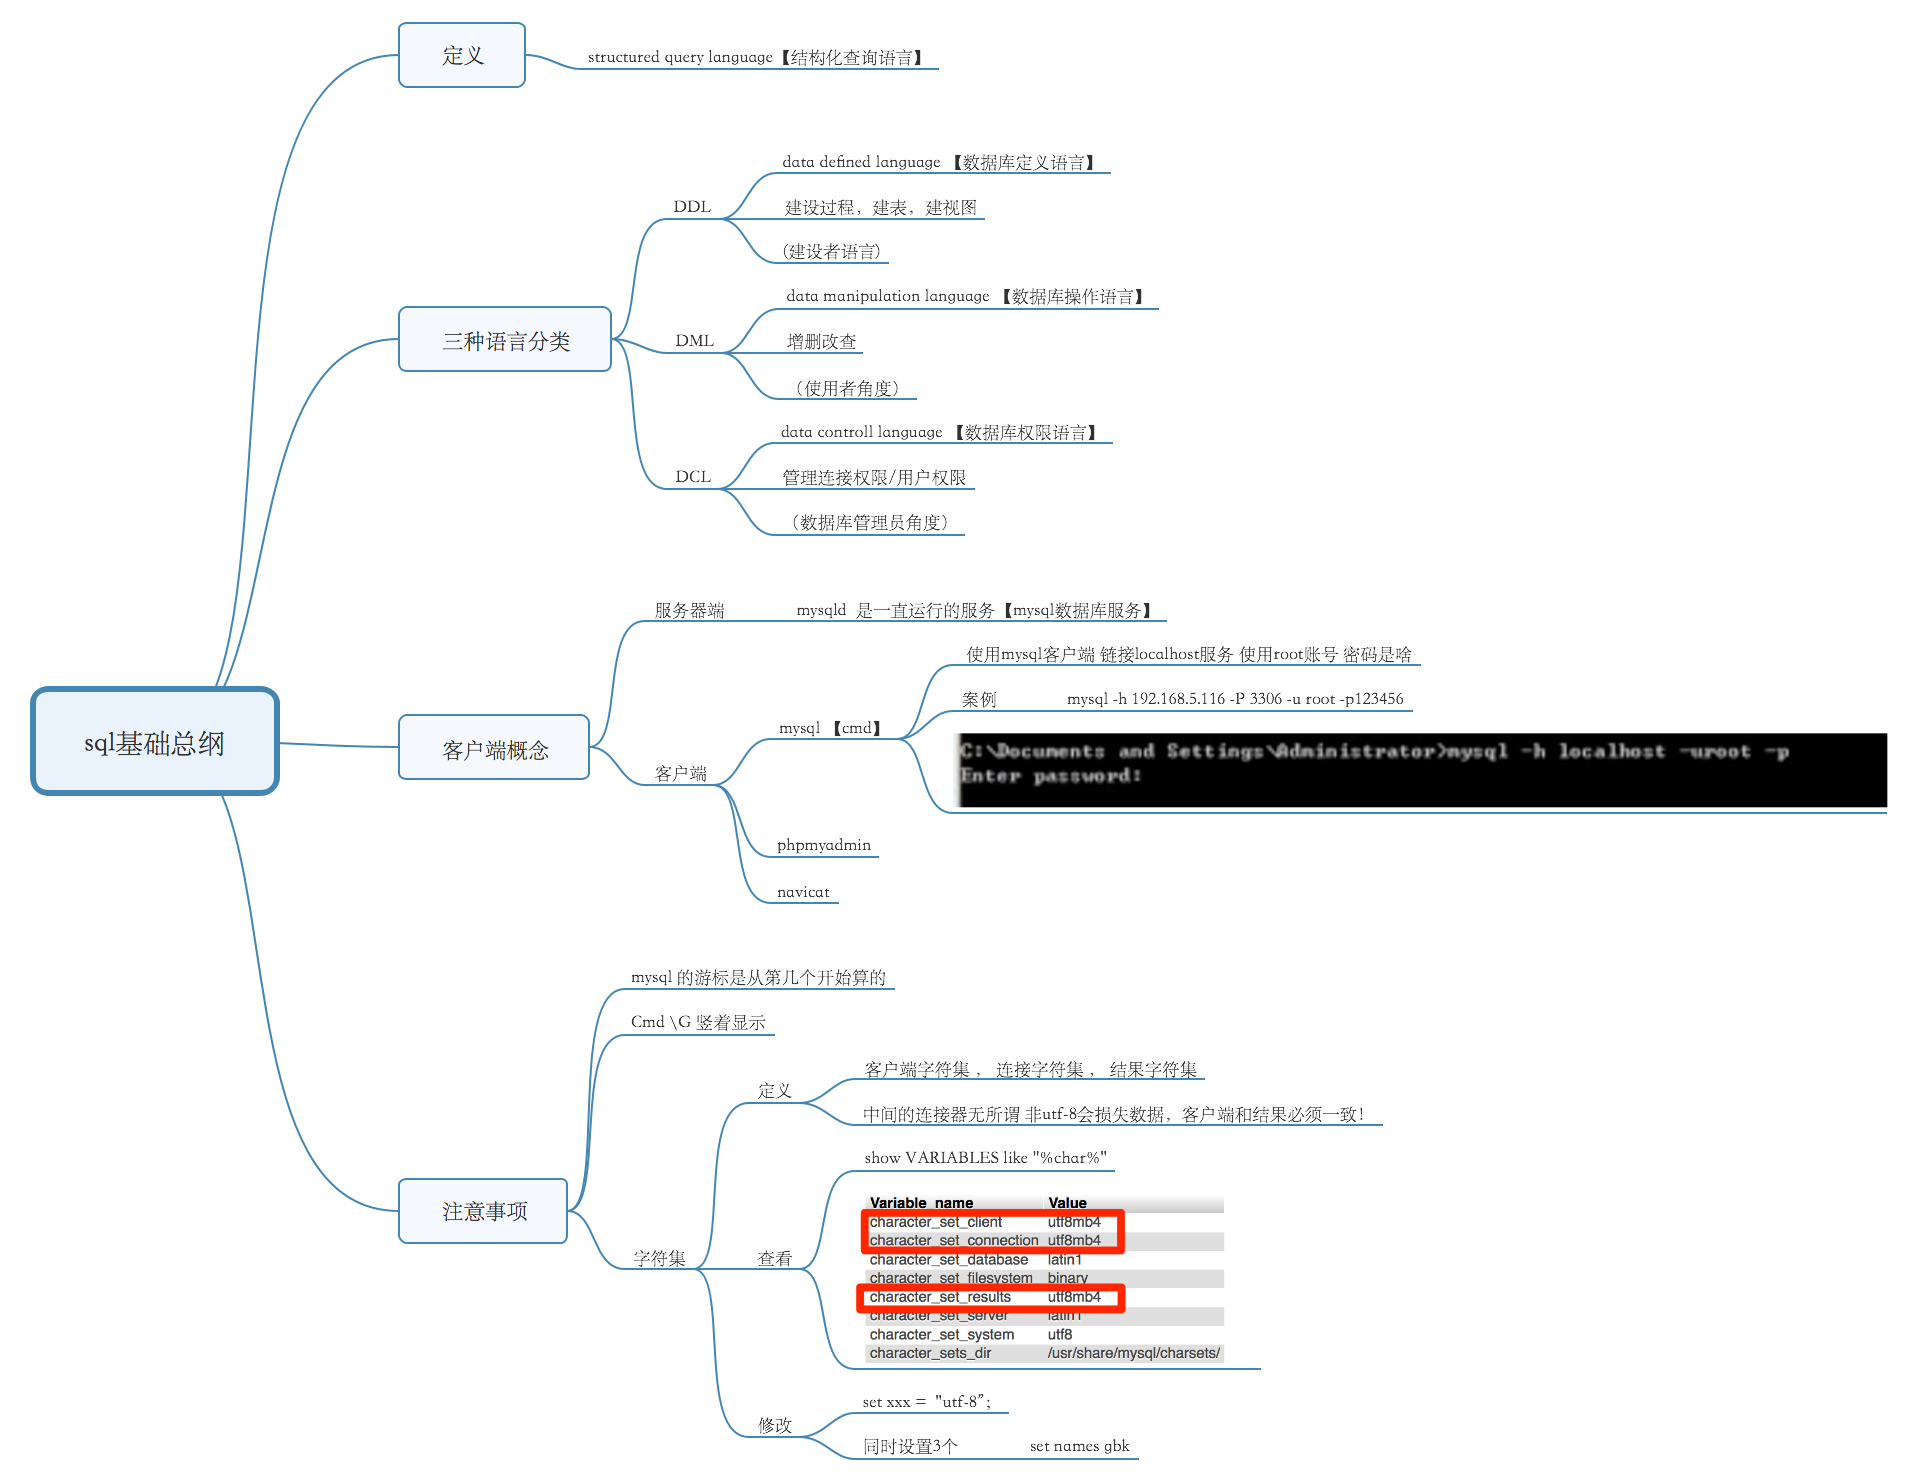 定义
structured query language【结构化查询语言】
data defined language 【数据库定义语言】
DDL
建设过程，建表，建视图
(建设者语言)
三种语言分类
data manipulation language 【数据库操作语言】
DML
增删改查
（使用者角度）
data controll language 【数据库权限语言】
DCL
管理连接权限/用户权限
（数据库管理员角度）
sql基础总纲
客户端概念
服务器端
mysqld 是一直运行的服务【mysql数据库服务】
客户端
mysql 【cmd】
使用mysql客户端 链接localhost服务 使用root账号 密码是啥
案例
mysql -h 192.168.5.116 -P 3306 -u root -p123456
C:\Documents and Settings\Administrator>mysql -h localhost -uroot -p
Enter password:
phpmyadmin
navicat
注意事项
mysql 的游标是从第几个开始算的
Cmd \G 竖着显示
字符集
定义
客户端字符集 ， 连接字符集 ， 结果字符集
中间的连接器无所谓 非utf-8会损失数据，客户端和结果必须一致！
查看
show VARIABLES like "%char%"
Variable_name Value
character_set_client utf8mb4
character_set_connection utf8mb4
character_set_database latin1
character_set_filesystem binary
character_set_results utf8mb4
character_set_server latin1
character_set_system utf8
character_sets_dir /usr/share/mysql/charsets/
修改
set xxx = "utf-8”;
同时设置3个
set names gbk